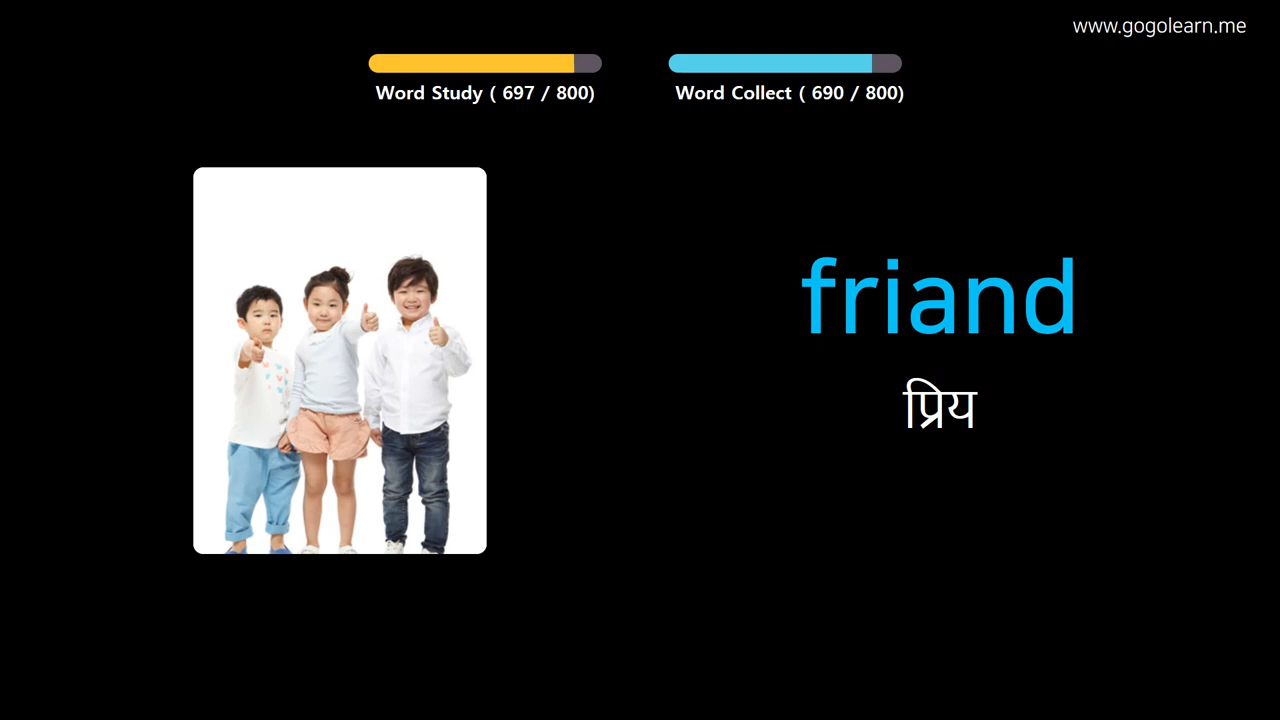 www.gogolearn.me
Word Study ( 697 / 800)
Word Collect ( 690 / 800)
friand
प्रिय